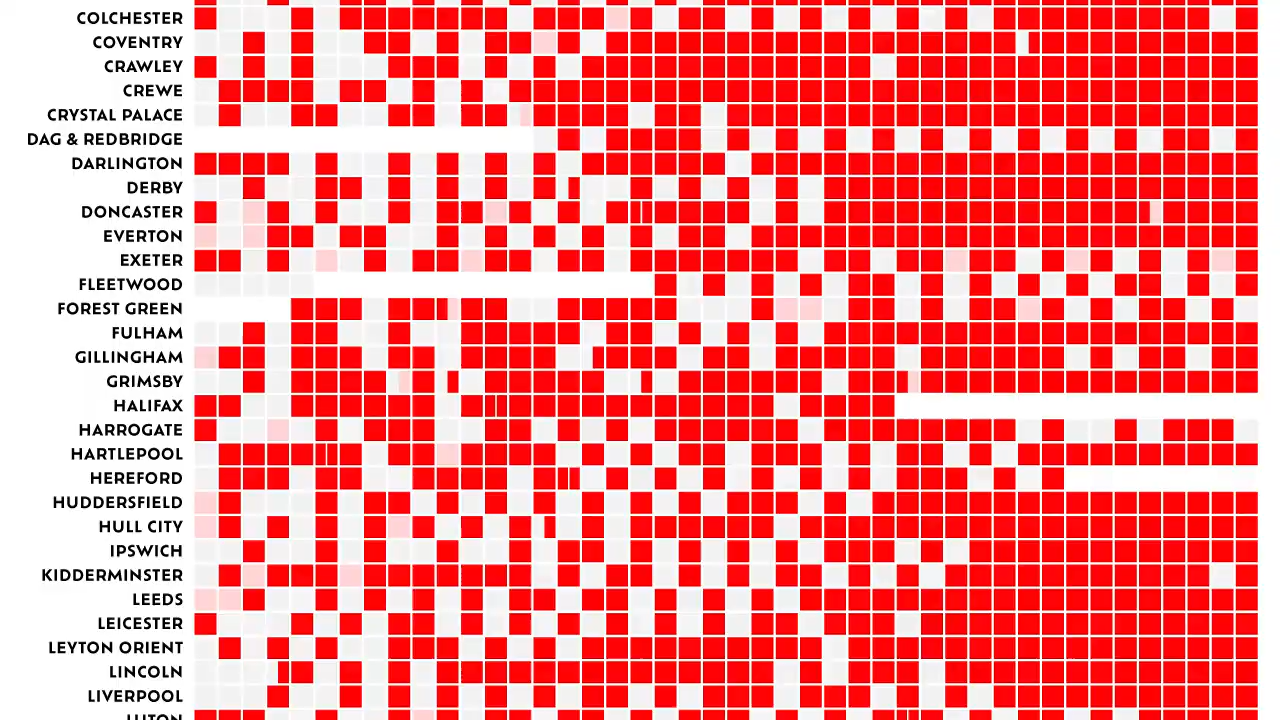 COLCHESTER
COVENTRY
CRAWLEY
CREWE
CRYSTAL PALACE
DAG & REDBRIDGE
DARLINGTON
DERBY
DONCASTER
EVERTON
EXETER
FLEETWOOD
FOREST GREEN
FULHAM
GILLINGHAM
GRIMSBY
HALIFAX
HARROGATE
HARTLEPOOL
HEREFORD
HUDDERSFIELD
HULL CITY
IPSWICH
KIDDERMINSTER
LEEDS
LEICESTER
LEYTON ORIENT
LINCOLN
LIVERPOOL
LUTON